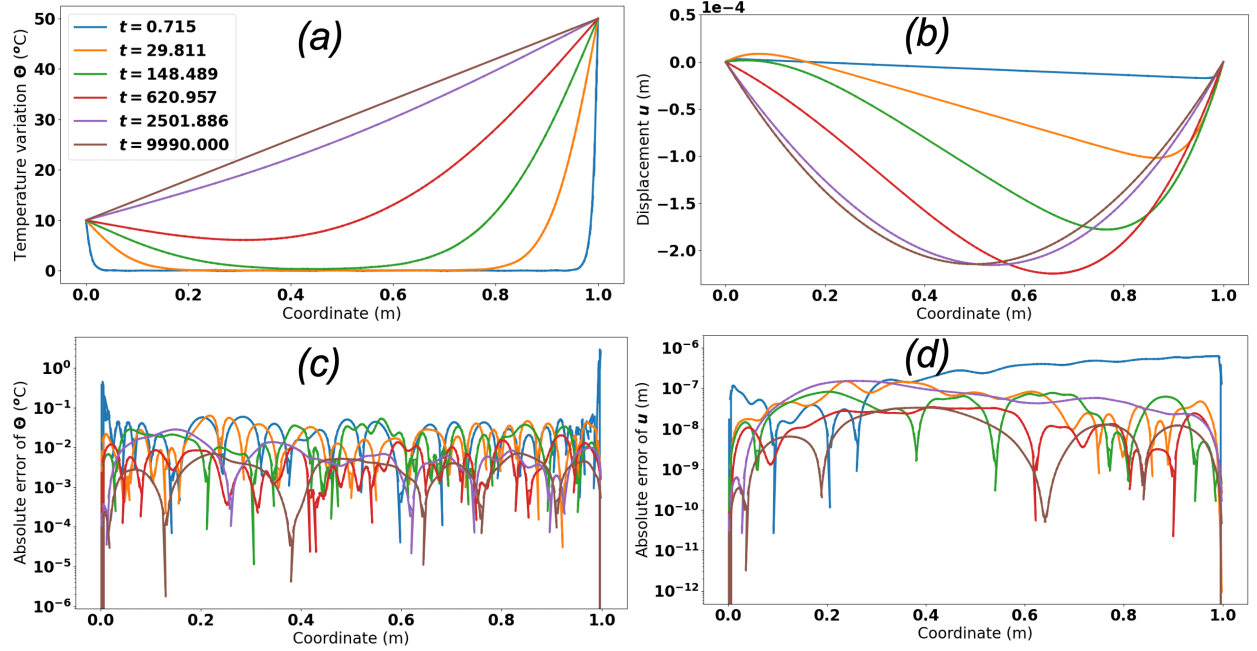 (a)
Temperature variation Θ (°C)
50
40
30
20
10
0
t = 0.715
t = 29.811
t = 148.489
t = 620.957
t = 2501.886
t = 9990.000
0.0 0.2 0.4 0.6 0.8 1.0
Coordinate (m)
(b)
1e−4
Displacement u (m)
0.5
0.0
−0.5
−1.0
−1.5
−2.0
0.0 0.2 0.4 0.6 0.8 1.0
Coordinate (m)
(c)
Absolute error of Θ (°C)
10⁰
10⁻¹
10⁻²
10⁻³
10⁻⁴
10⁻⁵
10⁻⁶
0.0 0.2 0.4 0.6 0.8 1.0
Coordinate (m)
(d)
Absolute error of u (m)
10⁻⁶
10⁻⁷
10⁻⁸
10⁻⁹
10⁻¹⁰
10⁻¹¹
10⁻¹²
0.0 0.2 0.4 0.6 0.8 1.0
Coordinate (m)